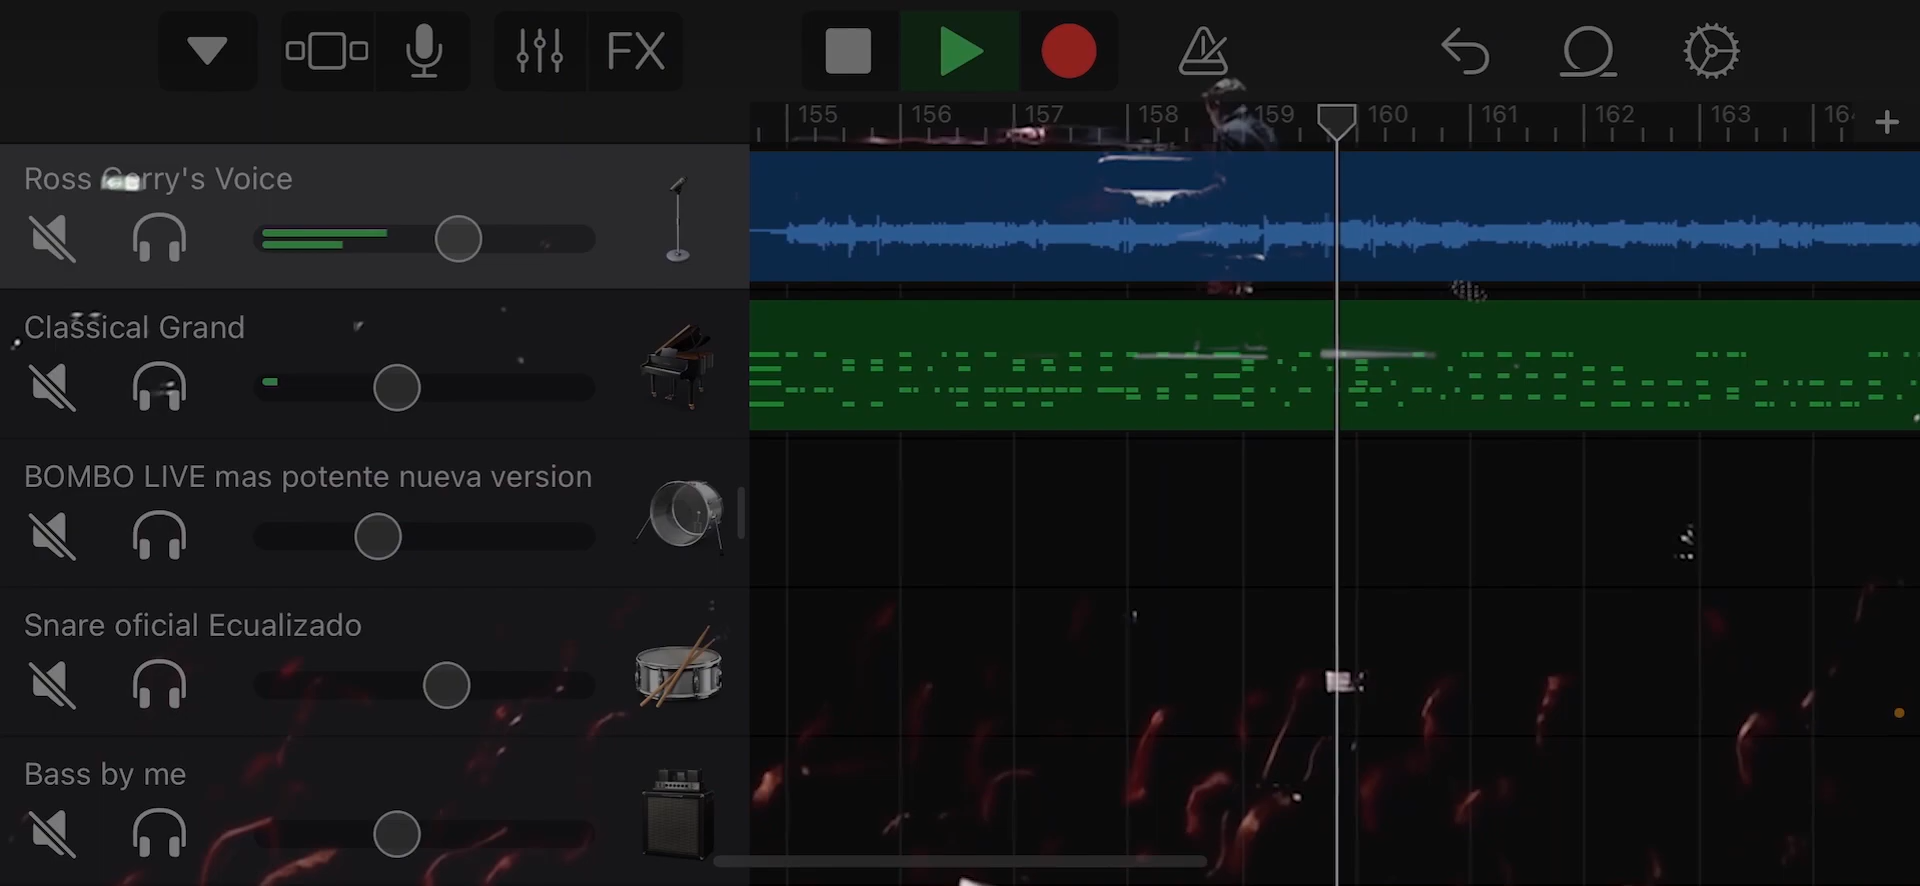 FX
155 156 157 158 159 160 161 162 163
Ross Gerry's Voice
Classical Grand
BOMBO LIVE mas potente nueva version
Snare oficial Ecualizado
Bass by me